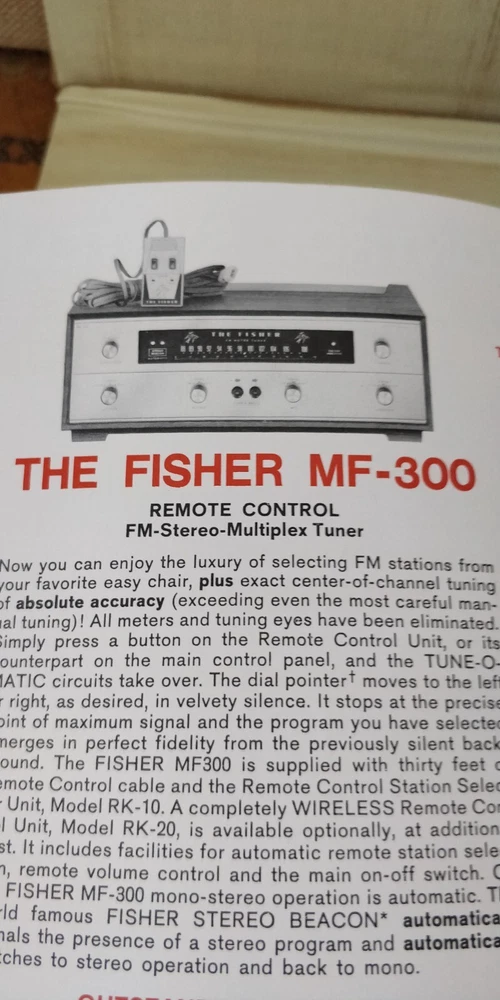 THE FISHER
THE FISHER MF-300
REMOTE CONTROL
FM-Stereo-Multiplex Tuner
Now you can enjoy the luxury of selecting FM stations from
your favorite easy chair, plus exact center-of-channel tuning
of absolute accuracy (exceeding even the most careful man-
al tuning)! All meters and tuning eyes have been eliminated.
Simply press a button on the Remote Control Unit, or its
ounterpart on the main control panel, and the TUNE-O-
MATIC circuits take over. The dial pointer† moves to the left
r right, as desired, in velvety silence. It stops at the precise
oint of maximum signal and the program you have selected
merges in perfect fidelity from the previously silent back
ound. The FISHER MF300 is supplied with thirty feet o
emote Control cable and the Remote Control Station Selec
r Unit, Model RK-10. A completely WIRELESS Remote Con
l Unit, Model RK-20, is available optionally, at addition
st. It includes facilities for automatic remote station sele
n, remote volume control and the main on-off switch. O
FISHER MF-300 mono-stereo operation is automatic. Th
rld famous FISHER STEREO BEACON* automatica
nals the presence of a stereo program and automatica
tches to stereo operation and back to mono.